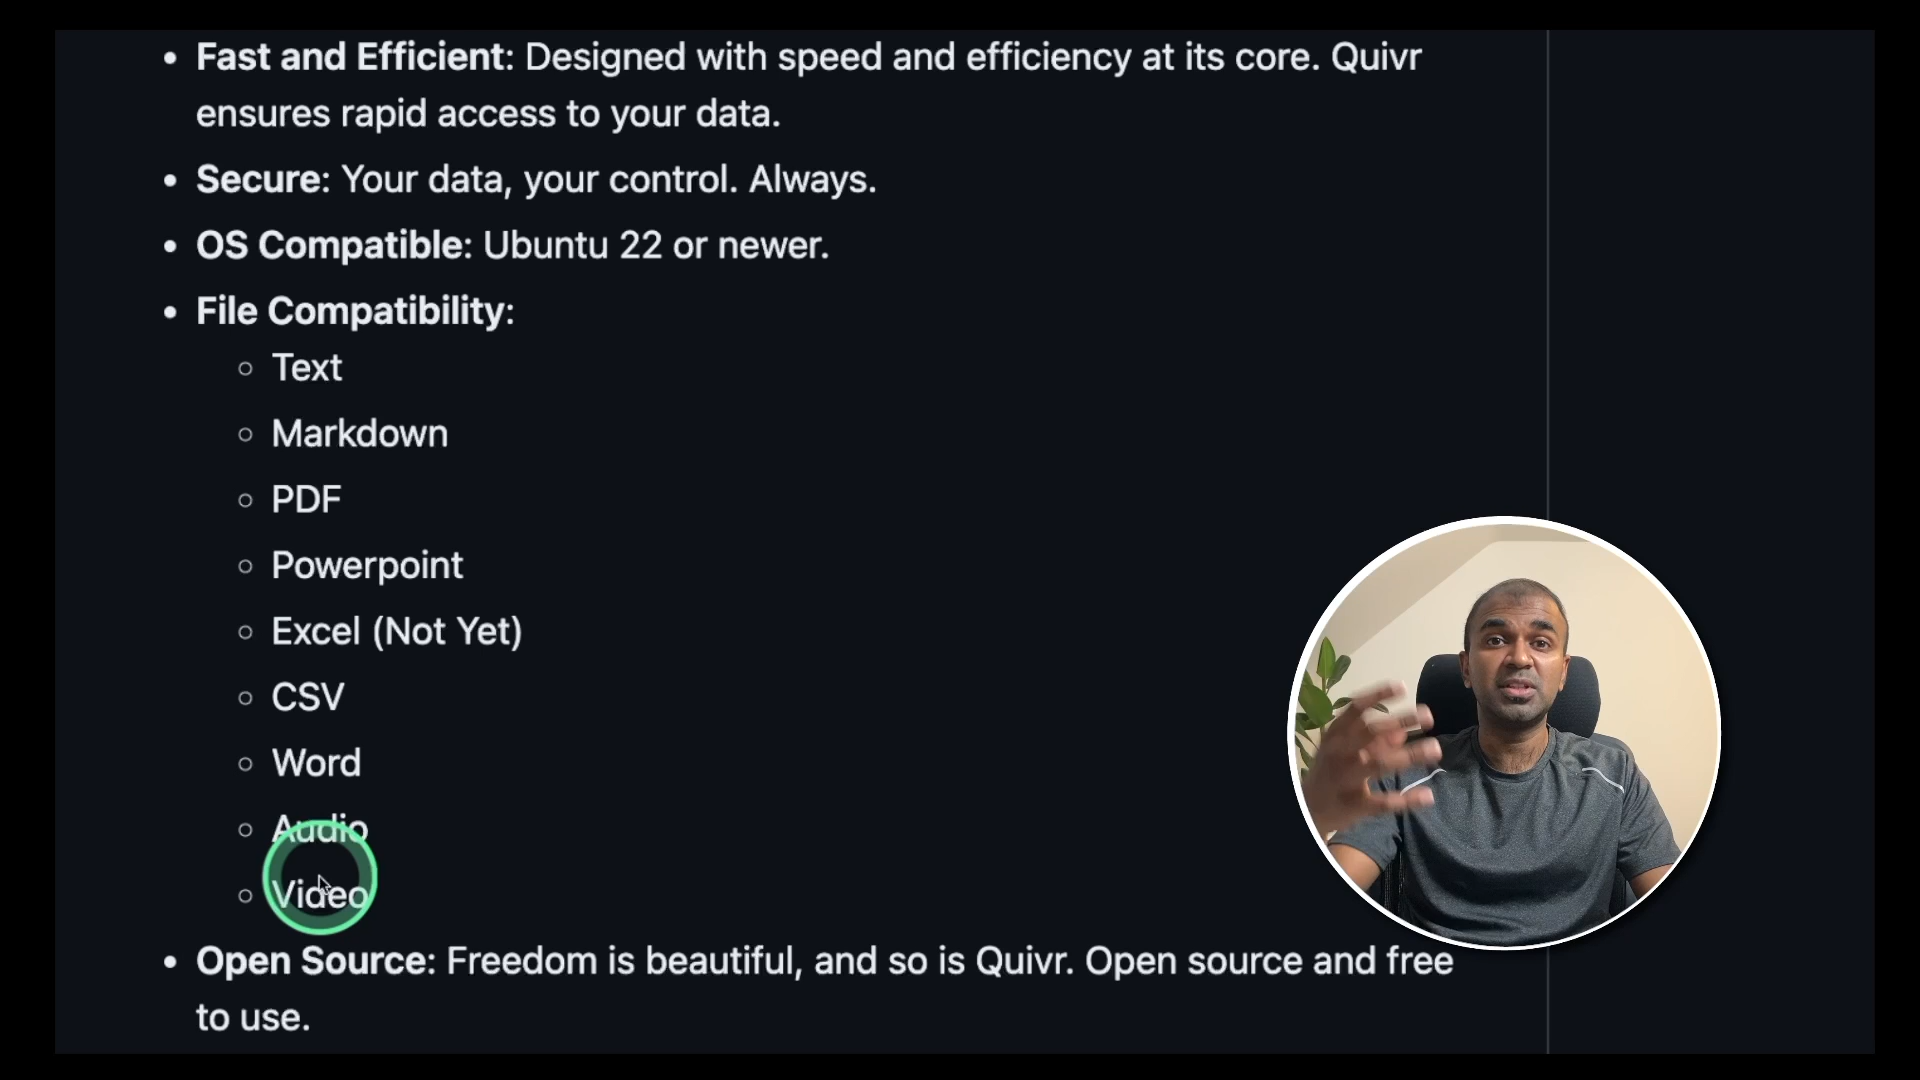 Fast and Efficient: Designed with speed and efficiency at its core. Quivr
ensures rapid access to your data.
Secure: Your data, your control. Always.
OS Compatible: Ubuntu 22 or newer.
File Compatibility:
Text
Markdown
PDF
Powerpoint
Excel (Not Yet)
CSV
Word
Audio
Video
Open Source: Freedom is beautiful, and so is Quivr. Open source and free
to use.